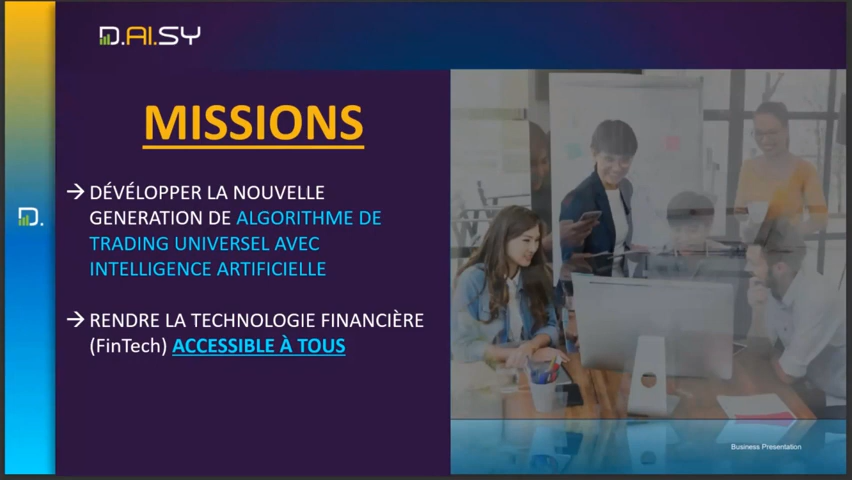 D.AI.SY
MISSIONS
→ DÉVÉLOPPER LA NOUVELLE
GENERATION DE ALGORITHME DE
TRADING UNIVERSEL AVEC
INTELLIGENCE ARTIFICIELLE
→ RENDRE LA TECHNOLOGIE FINANCIÈRE
(FinTech) ACCESSIBLE À TOUS
D.
Business Presentation